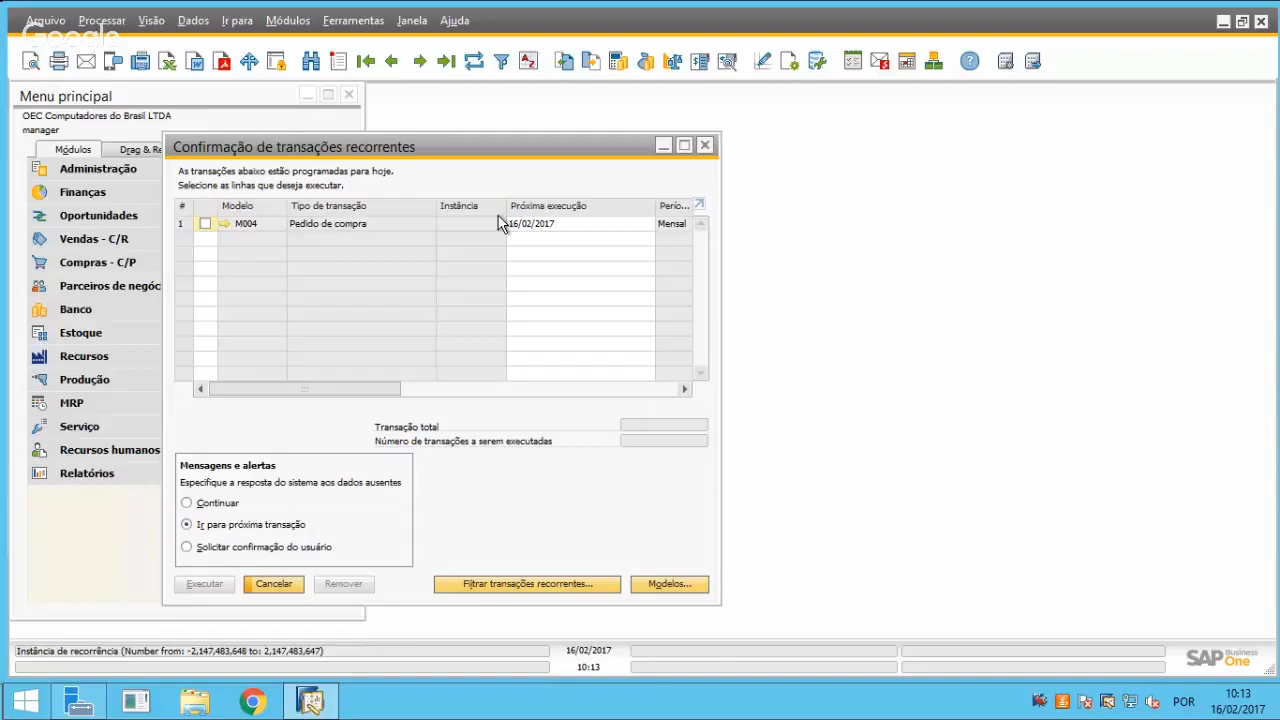 Arquivo Processar Visão Dados Ir para Módulos Ferramentas Janela Ajuda
Google
Menu principal
OEC Computadores do Brasil LTDA
manager
Módulos Drag & Re
Administração
Finanças
Oportunidades
Vendas - C/R
Compras - C/P
Parceiros de negóc
Banco
Estoque
Recursos
Produção
MRP
Serviço
Recursos humanos
Relatórios
Confirmação de transações recorrentes
As transações abaixo estão programadas para hoje.
Selecione as linhas que deseja executar.
# Modelo Tipo de transação Instância Próxima execução Perío...
1 M004 Pedido de compra 16/02/2017 Mensal
Transação total
Número de transações a serem executadas
Mensagens e alertas
Especifique a resposta do sistema aos dados ausentes
Continuar
Ir para próxima transação
Solicitar confirmação do usuário
Executar Cancelar Remover Filtrar transações recorrentes... Modelos...
Instância de recorrência (Number from: -2,147,483,648 to: 2,147,483,647) 16/02/2017
10:13
SAP Business One
POR
10:13
16/02/2017